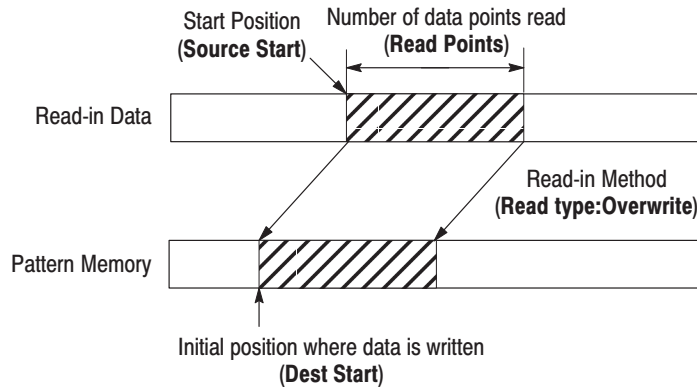 Start Position
(Source Start)
Number of data points read
(Read Points)
Read-in Data
Read-in Method
(Read type:Overwrite)
Pattern Memory
Initial position where data is written
(Dest Start)